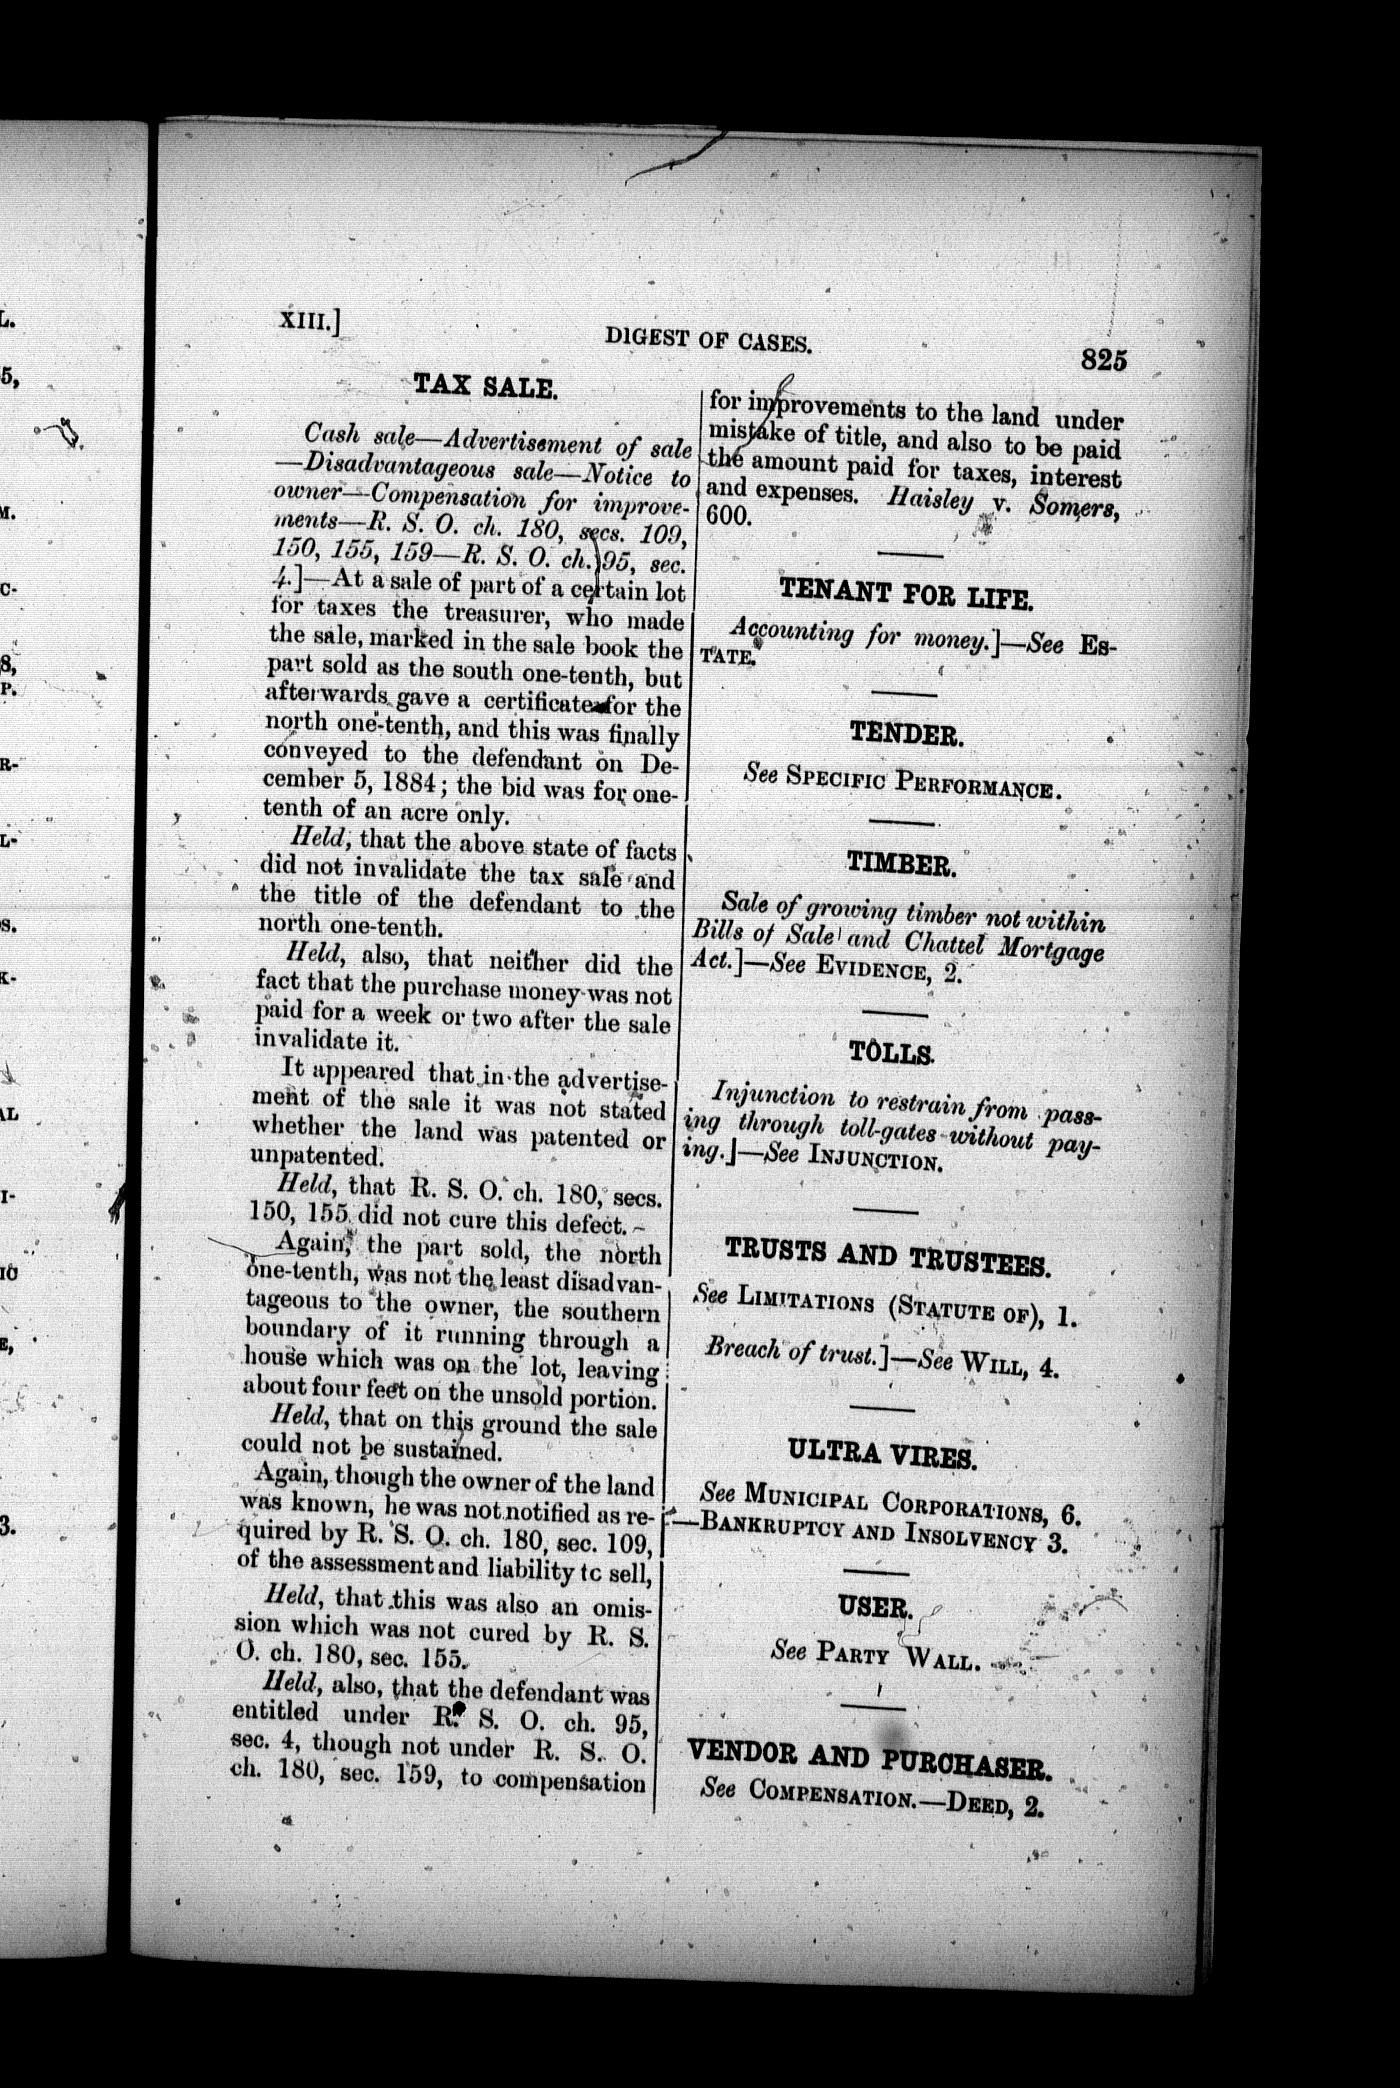 XIII.]
DIGEST OF CASES.
825
TAX SALE.
Cash sale—Advertisement of sale
—Disadvantageous sale—Notice to
owner—Compensation for improve-
ments—R. S. O. ch. 180, secs. 109,
150, 155, 159—R. S. O. ch. 95, sec.
4.]—At a sale of part of a certain lot
for taxes the treasurer, who made
the sale, marked in the sale book the
part sold as the south one-tenth, but
afterwards gave a certificate for the
north one-tenth, and this was finally
conveyed to the defendant on De-
cember 5, 1884; the bid was for one-
tenth of an acre only.
Held, that the above state of facts
did not invalidate the tax sale and
the title of the defendant to the
north one-tenth.
Held, also, that neither did the
fact that the purchase money was not
paid for a week or two after the sale
invalidate it.
It appeared that in the advertise-
ment of the sale it was not stated
whether the land was patented or
unpatented.
Held, that R. S. O. ch. 180, secs.
150, 155 did not cure this defect.
Again, the part sold, the north
one-tenth, was not the least disadvan-
tageous to the owner, the southern
boundary of it running through a
house which was on the lot, leaving
about four feet on the unsold portion.
Held, that on this ground the sale
could not be sustained.
Again, though the owner of the land
was known, he was not notified as re-
quired by R. S. O. ch. 180, sec. 109,
of the assessment and liability to sell,
Held, that this was also an omis-
sion which was not cured by R. S.
O. ch. 180, sec. 155.
Held, also, that the defendant was
entitled under R. S. O. ch. 95,
sec. 4, though not under R. S. O.
ch. 180, sec. 159, to compensation
for improvements to the land under
mistake of title, and also to be paid
the amount paid for taxes, interest
and expenses. Haisley v. Somers,
600.
TENANT FOR LIFE.
Accounting for money.]—See ES-
TATE.
TENDER.
See SPECIFIC PERFORMANCE.
TIMBER.
Sale of growing timber not within
Bills of Sale and Chattel Mortgage
Act.]—See EVIDENCE, 2.
TOLLS.
Injunction to restrain from pass-
ing through toll-gates without pay-
ing.]—See INJUNCTION.
TRUSTS AND TRUSTEES.
See LIMITATIONS (STATUTE OF), 1.
Breach of trust.]—See WILL, 4.
ULTRA VIRES.
See MUNICIPAL CORPORATIONS, 6.
—BANKRUPTCY AND INSOLVENCY 3.
USER.
See PARTY WALL.
VENDOR AND PURCHASER.
See COMPENSATION.—DEED, 2.